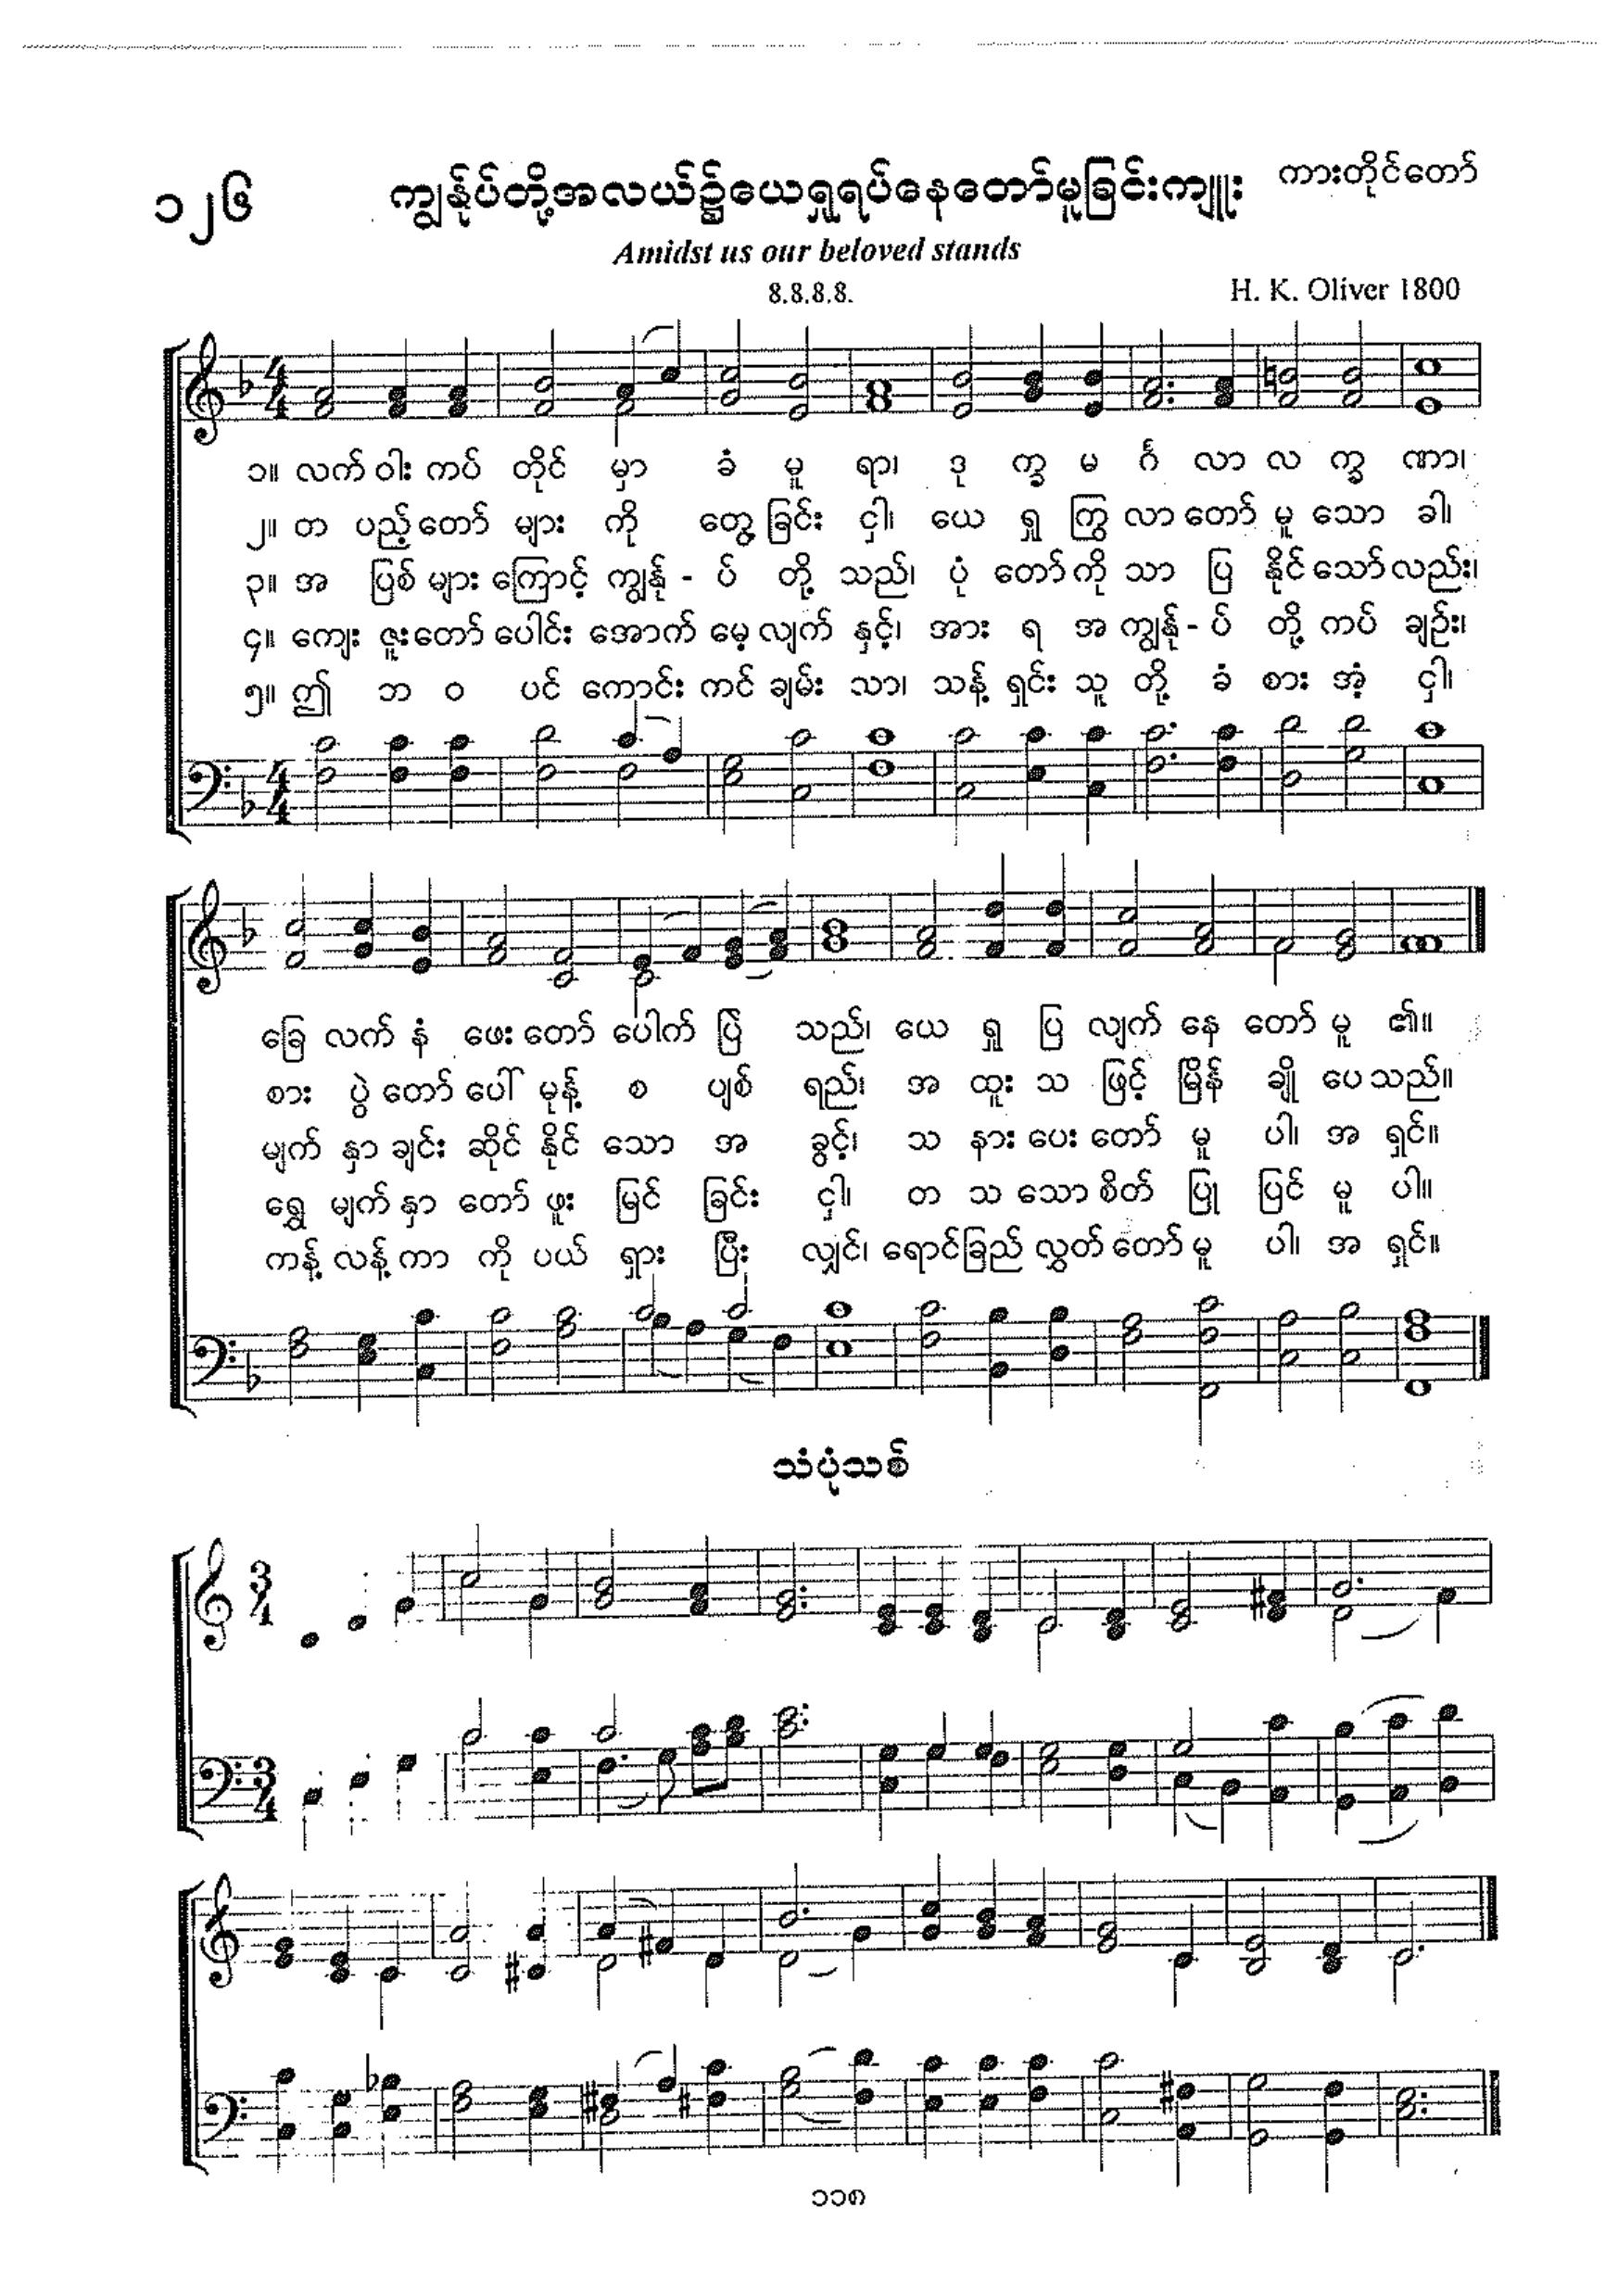 ၁၂၆ ကျွန်ုပ်တို့အလယ်၌ယေရှုရပ်နေတော်မူခြင်းကျူး ကားတိုင်တော်
Amidst us our beloved stands
8.8.8.8. H. K. Oliver 1800
၁။ လက် ဝါး ကပ် တိုင် မှာ ခံ မူ ရာ၊ ဒု က္ခ မ င်္ဂ လာ လ က္ခ ဏာ၊
၂။ တ ပည့် တော် များ ကို တွေ့ ခြင်း ငှါ၊ ယေ ရှု ကြွ လာ တော် မူ သော ခါ၊
၃။ အ ပြစ် များ ကြောင့် ကျွန်ု - ပ် တို့ သည်၊ ပုံ တော် ကို သာ ပြ နိုင် သော် လည်း၊
၄။ ကျေး ဇူး တော် ပေါင်း အောက် မေ့ လျက် နှင့်၊ အား ရ အ ကျွန်ု - ပ် တို့ ကပ် ချဉ်း၊
၅။ ဤ ဘ ဝ ပင် ကောင်း ကင် ချမ်း သာ၊ သန့် ရှင်း သူ တို့ ခံ စား အံ့ ငှါ၊
ခြေ လက် နံ ဖေး တော် ပေါက် ပြဲ သည်၊ ယေ ရှု ပြ လျက် နေ တော် မူ ၏။
စား ပွဲ တော် ပေါ် မုန့် စ ပျစ် ရည်၊ အ ထူး သ ဖြင့် မြိန် ချို ပေ သည်။
မျက် နှာ ချင်း ဆိုင် နိုင် သော အ ခွင့်၊ သ နား ပေး တော် မူ ပါ၊ အ ရှင်။
ရွှေ မျက် နှာ တော် ဖူး မြင် ခြင်း ငှါ၊ တ သ သော စိတ် ပြု ပြင် မူ ပါ။
ကန့် လန့် ကာ ကို ပယ် ရှား ပြီး လျှင်၊ ရောင် ခြည် လွှတ် တော် မူ ပါ၊ အ ရှင်။
သံပုံသစ်
၁၁၈